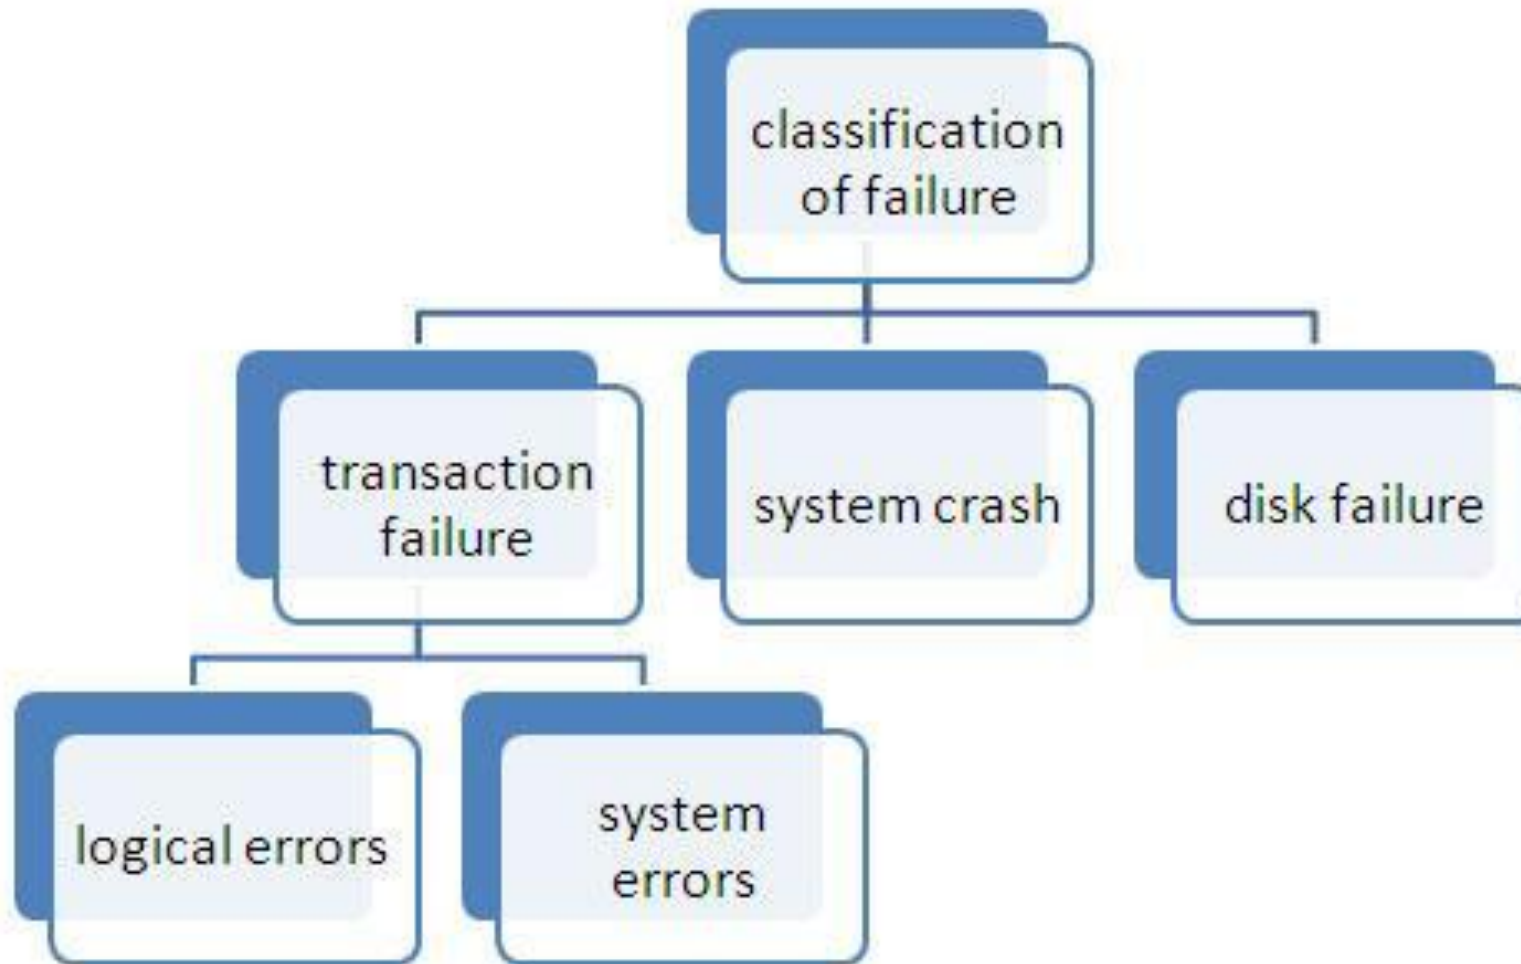 classification
of failure
transaction
failure
system crash
disk failure
logical errors
system
errors